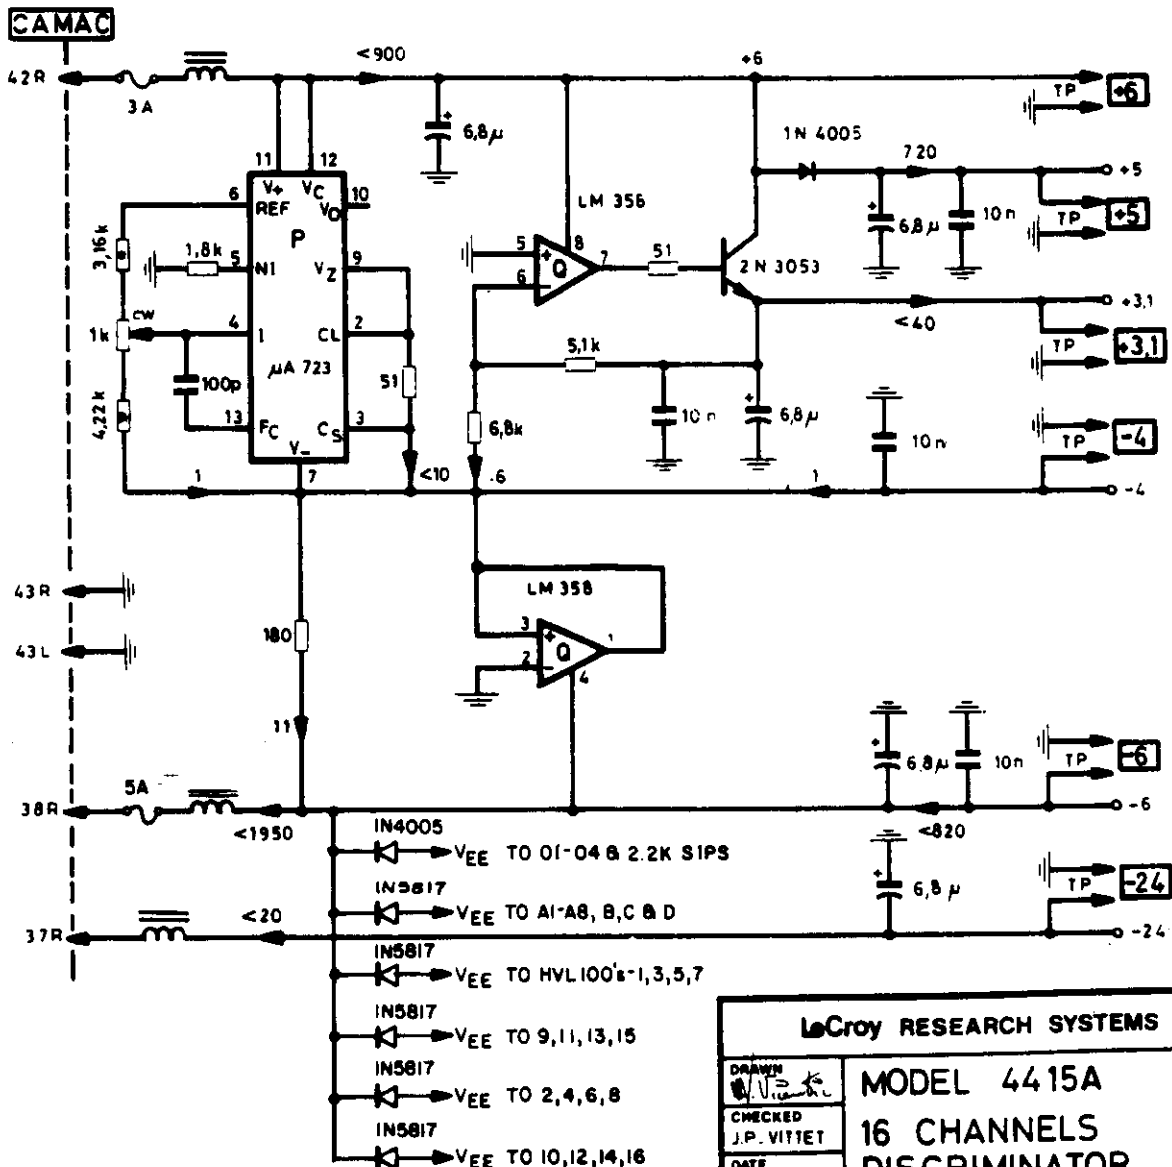 CAMAC
42R
3A
<900
+6
TP
+6
6,8μ
1N 4005
11
12
V+
VC
6
REF
VO
10
P
3,16k
1,8k
5
NI
VZ
9
cw
1k
4
I
CL
2
μA 723
100p
51
4,22k
13
FC
CS
3
V-
7
1
<10
LM 358
5
6
8
Q
7
51
2N 3053
720
+5
6,8μ
10n
TP
+5
<40
+3,1
TP
+3,1
5,1k
10n
6,8μ
6,8k
.6
10n
TP
-4
1
-4
43R
43L
180
11
LM 358
3
2
Q
1
4
6,8μ
10n
TP
-6
5A
38R
<1950
<820
-6
IN4005
VEE TO 01-04 & 2.2K SIPS
IN5817
VEE TO A1-A8, B,C & D
6,8μ
TP
-24
37R
<20
-24
IN5817
VEE TO HVL100's-1,3,5,7
IN5817
VEE TO 9,11,13,15
IN5817
VEE TO 2,4,6,8
IN5817
VEE TO 10,12,14,16
LeCroy RESEARCH SYSTEMS
DRAWN
MODEL 4415A
CHECKED
J.P. VITTET
16 CHANNELS
DATE
DISCRIMINATOR